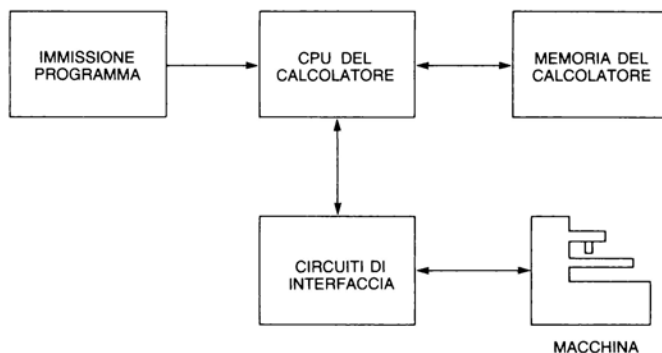 IMMISSIONE
PROGRAMMA
CPU DEL
CALCOLATORE
MEMORIA DEL
CALCOLATORE
CIRCUITI DI
INTERFACCIA
MACCHINA